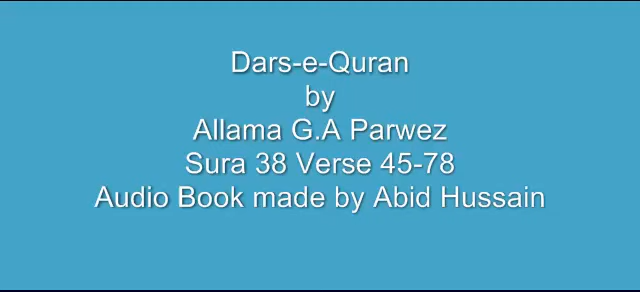 Dars-e-Quran
by
Allama G.A Parwez
Sura 38 Verse 45-78
Audio Book made by Abid Hussain